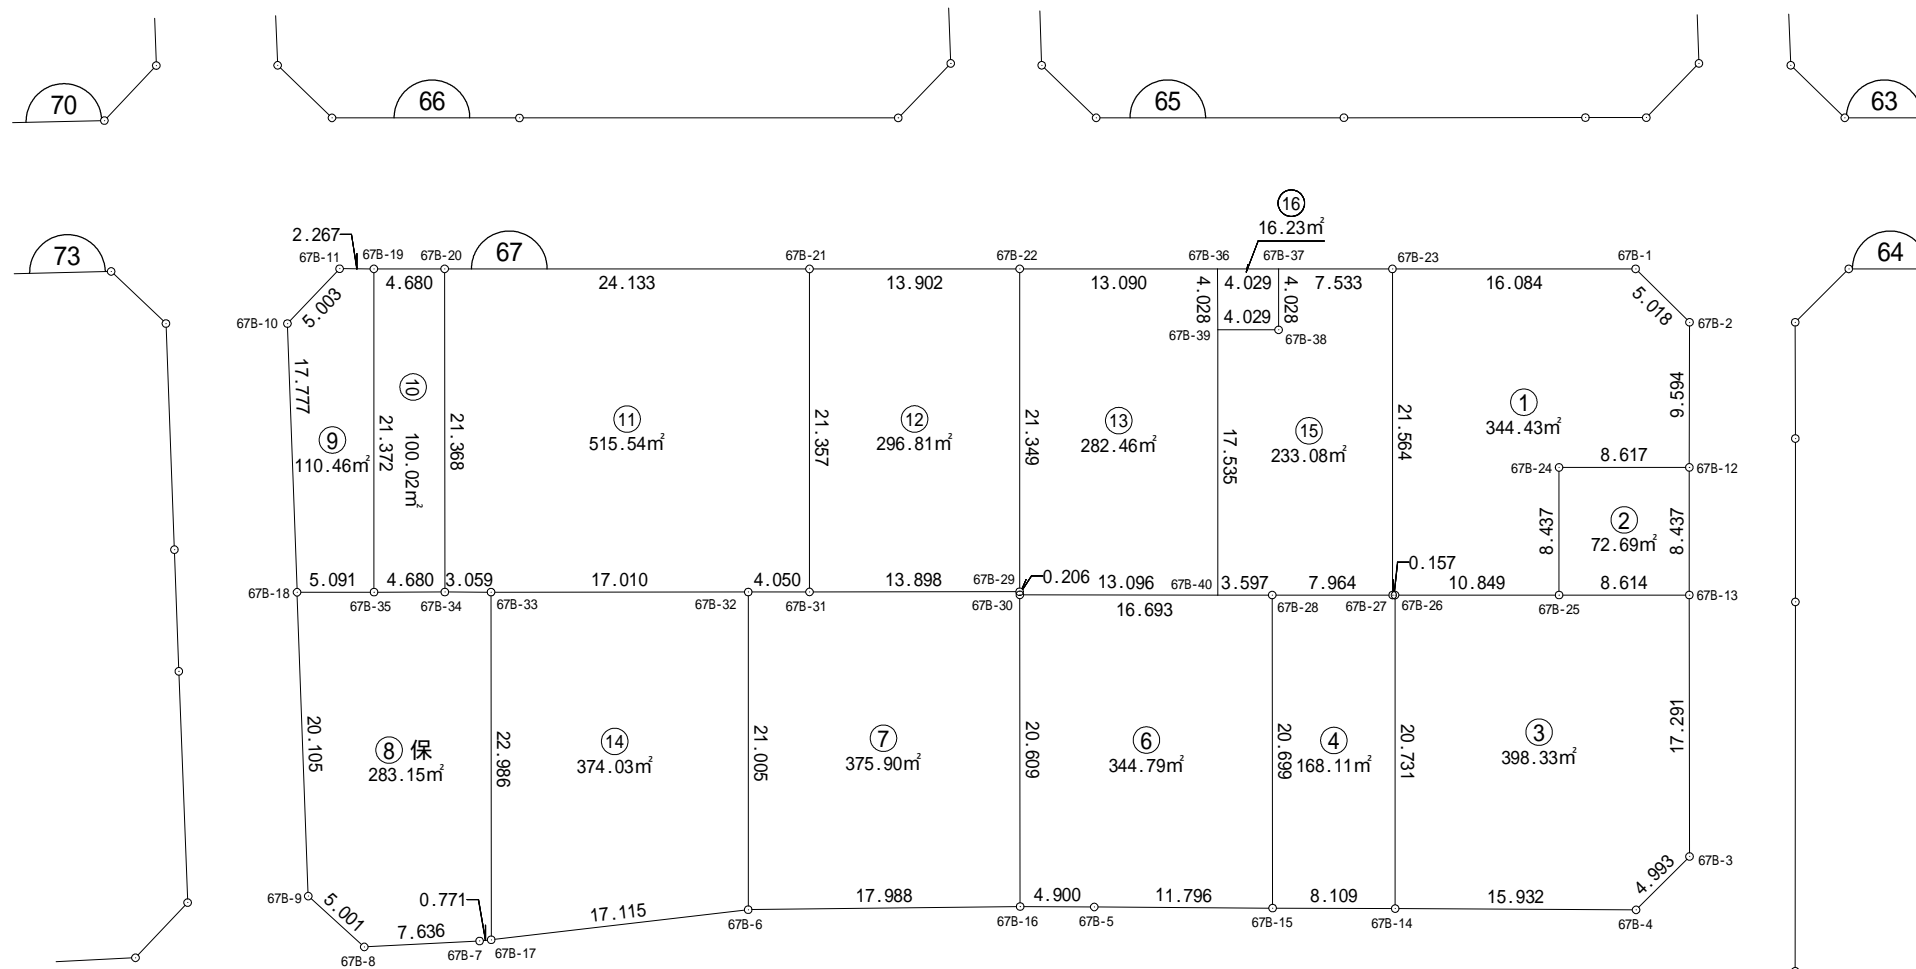 70
66
65
63
73
67
64
⑯
16.23㎡
2.267
67B-11
67B-19
67B-20
67B-21
67B-22
67B-36
67B-37
67B-23
67B-1
4.680
24.133
13.902
13.090
4.029
7.533
16.084
5.003
4.028
4.029
4.028
5.018
67B-10
67B-39
67B-38
67B-2
17.777
⑨
110.46㎡
21.372
⑩
100.02㎡
21.368
⑪
515.54㎡
21.357
⑫
296.81㎡
21.349
⑬
282.46㎡
17.535
⑮
233.08㎡
21.564
①
344.43㎡
9.594
67B-24
8.617
67B-12
8.437
②
72.69㎡
8.437
67B-18
5.091
4.680
3.059
17.010
4.050
13.898
67B-29
0.206
13.096
67B-40
3.597
7.964
0.157
10.849
8.614
67B-35
67B-34
67B-33
67B-32
67B-31
67B-30
16.693
67B-28
67B-27
67B-26
67B-25
67B-13
20.105
⑧ 保
283.15㎡
22.986
⑭
374.03㎡
21.005
⑦
375.90㎡
20.609
⑥
344.79㎡
20.699
④
168.11㎡
20.731
③
398.33㎡
17.291
67B-3
67B-9
5.001
0.771
7.636
17.115
17.988
4.900
11.796
8.109
15.932
4.993
67B-8
67B-7
67B-17
67B-6
67B-16
67B-5
67B-15
67B-14
67B-4